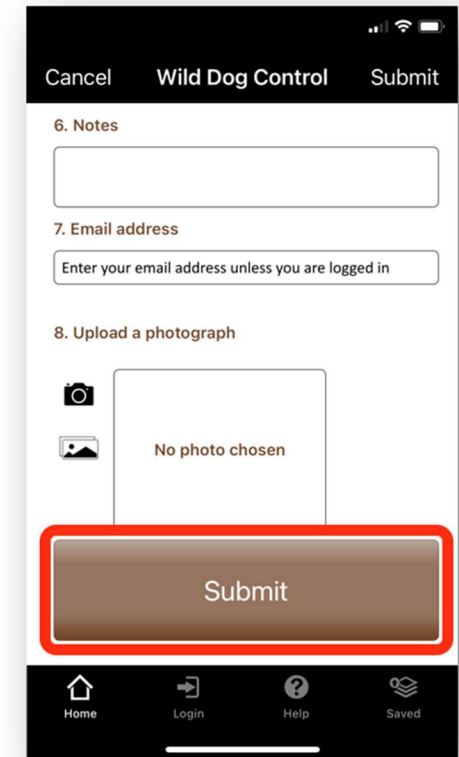 Cancel Wild Dog Control Submit
6. Notes
7. Email address
Enter your email address unless you are logged in
8. Upload a photograph
No photo chosen
Submit
Home Login Help Saved